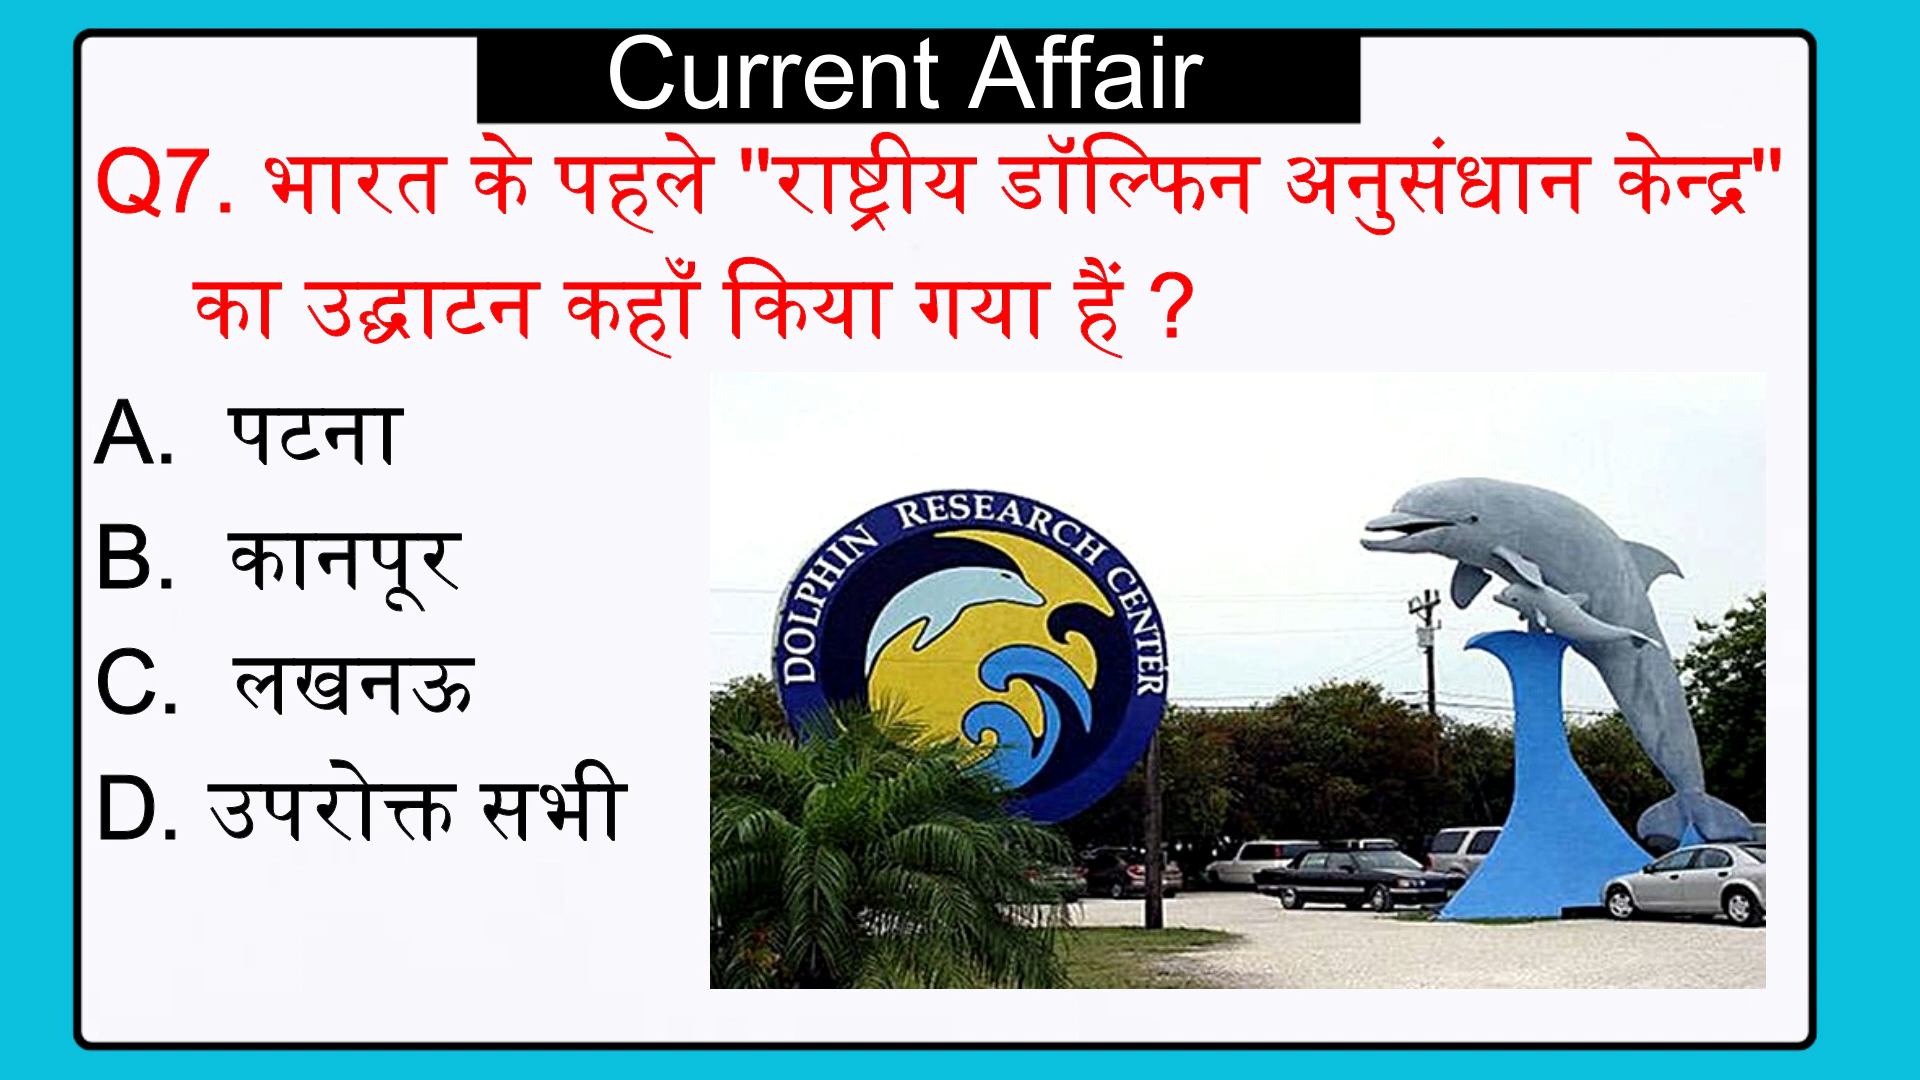 Current Affair
Q7. भारत के पहले "राष्ट्रीय डॉल्फिन अनुसंधान केन्द्र"
का उद्घाटन कहाँ किया गया हैं ?
A. पटना
B. कानपूर
C. लखनऊ
D. उपरोक्त सभी
DOLPHIN RESEARCH CENTER